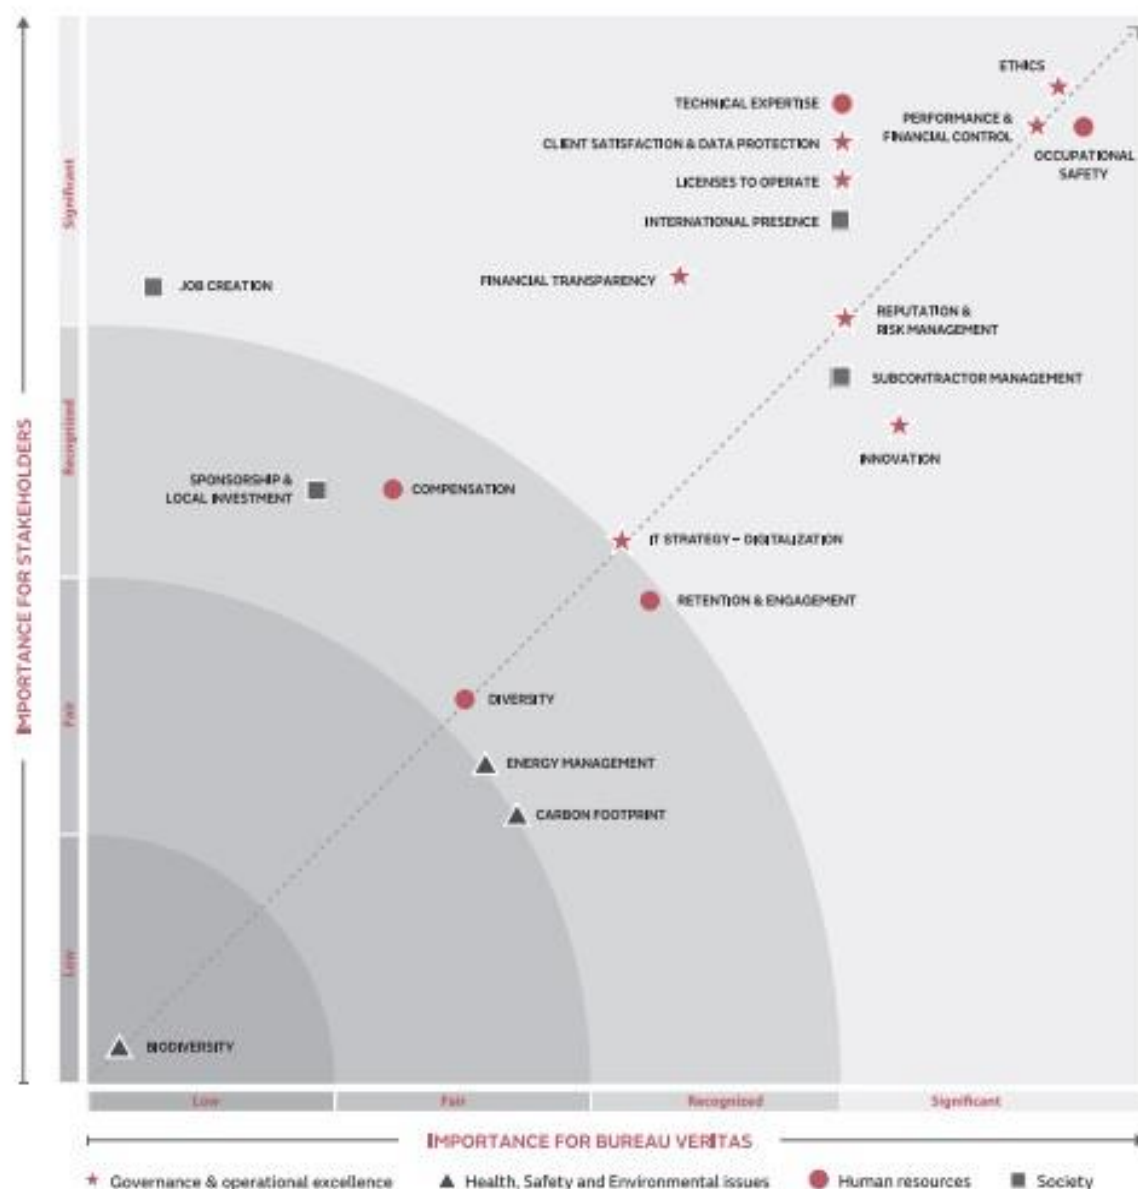 ETHICS
TECHNICAL EXPERTISE
PERFORMANCE &
FINANCIAL CONTROL
CLIENT SATISFACTION & DATA PROTECTION
OCCUPATIONAL
SAFETY
LICENSES TO OPERATE
INTERNATIONAL PRESENCE
FINANCIAL TRANSPARENCY
JOB CREATION
REPUTATION &
RISK MANAGEMENT
SUBCONTRACTOR MANAGEMENT
INNOVATION
SPONSORSHIP &
LOCAL INVESTMENT
COMPENSATION
IT STRATEGY – DIGITALIZATION
RETENTION & ENGAGEMENT
DIVERSITY
ENERGY MANAGEMENT
CARBON FOOTPRINT
BIODIVERSITY
IMPORTANCE FOR STAKEHOLDERS
Significant
Recognized
Fair
Low
Low
Fair
Recognized
Significant
IMPORTANCE FOR BUREAU VERITAS
Governance & operational excellence
Health, Safety and Environmental issues
Human resources
Society